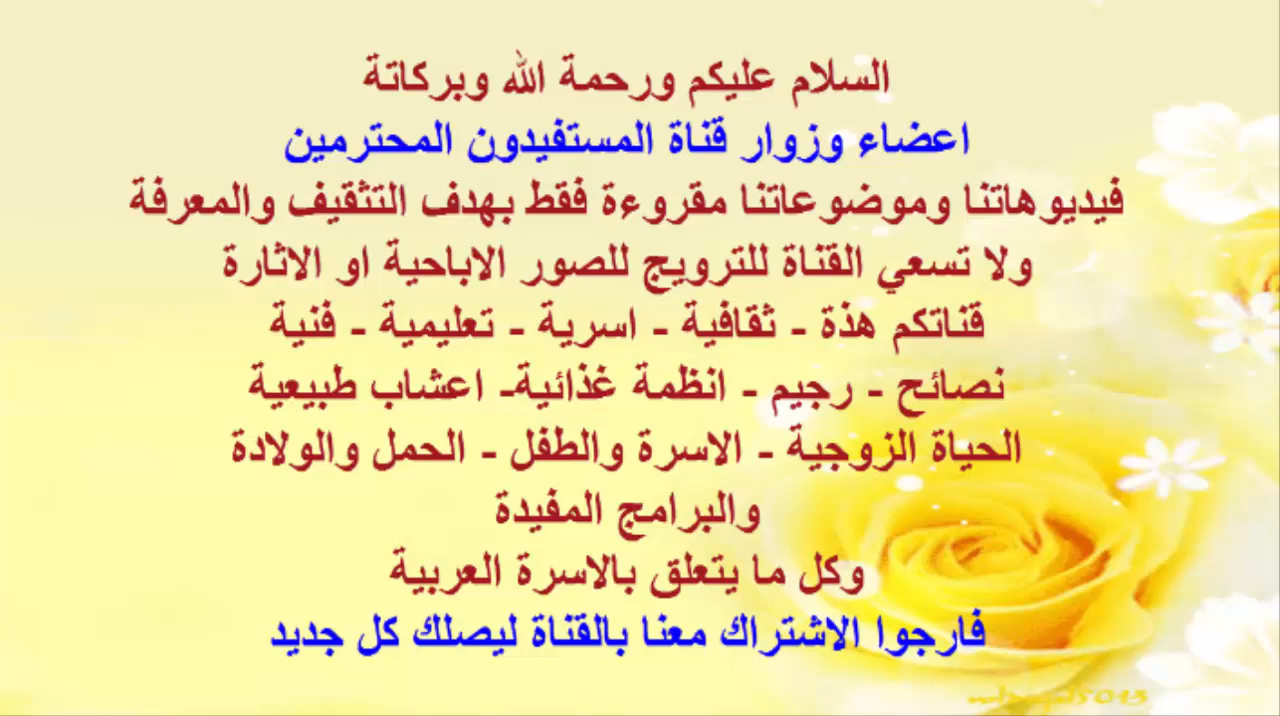 السلام عليكم ورحمة الله وبركاتة
اعضاء وزوار قناة المستفيدون المحترمين
فيديوهاتنا وموضوعاتنا مقروءة فقط بهدف التثقيف والمعرفة
ولا تسعي القناة للترويج للصور الاباحية او الاثارة
قناتكم هذة - ثقافية - اسرية - تعليمية - فنية
نصائح - رجيم - انظمة غذائية- اعشاب طبيعية
الحياة الزوجية - الاسرة والطفل - الحمل والولادة
والبرامج المفيدة
وكل ما يتعلق بالاسرة العربية
فارجوا الاشتراك معنا بالقناة ليصلك كل جديد